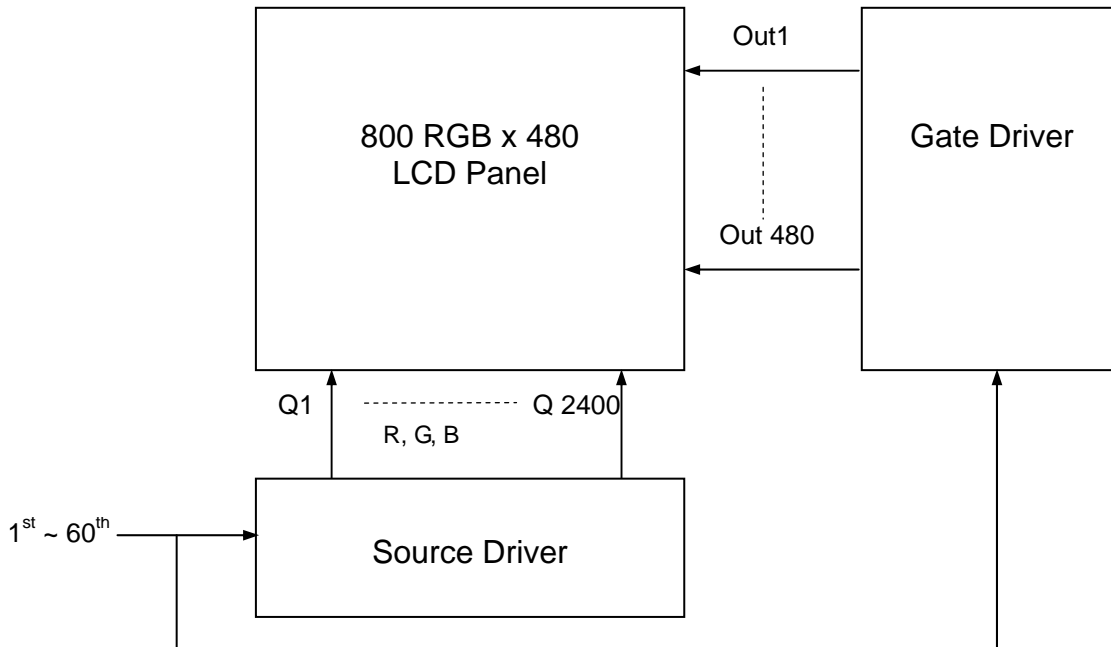 Out1
800 RGB x 480
LCD Panel
Gate Driver
Out 480
Q1
Q 2400
R, G, B
1st ~ 60th
Source Driver